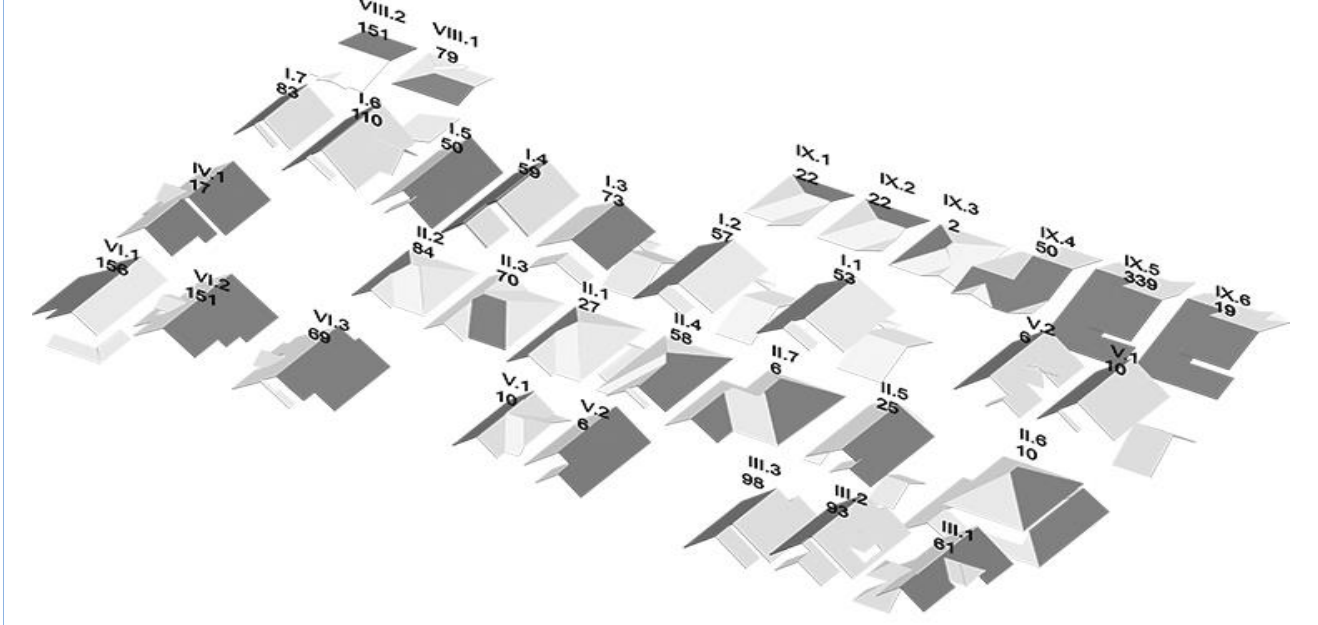 VIII.2
151
VIII.1
79
I.7
83
I.6
110
I.5
50
I.4
59
I.3
73
I.2
57
I.1
53
IX.1
22
IX.2
22
IX.3
2
IX.4
50
IX.5
339
IX.6
19
IV.1
17
VI.1
156
VI.2
151
VI.3
69
II.2
84
II.3
70
II.1
27
II.4
58
II.7
6
II.5
25
V.2
6
V.1
10
V.1
10
V.2
6
II.6
10
III.3
98
III.2
93
III.1
61